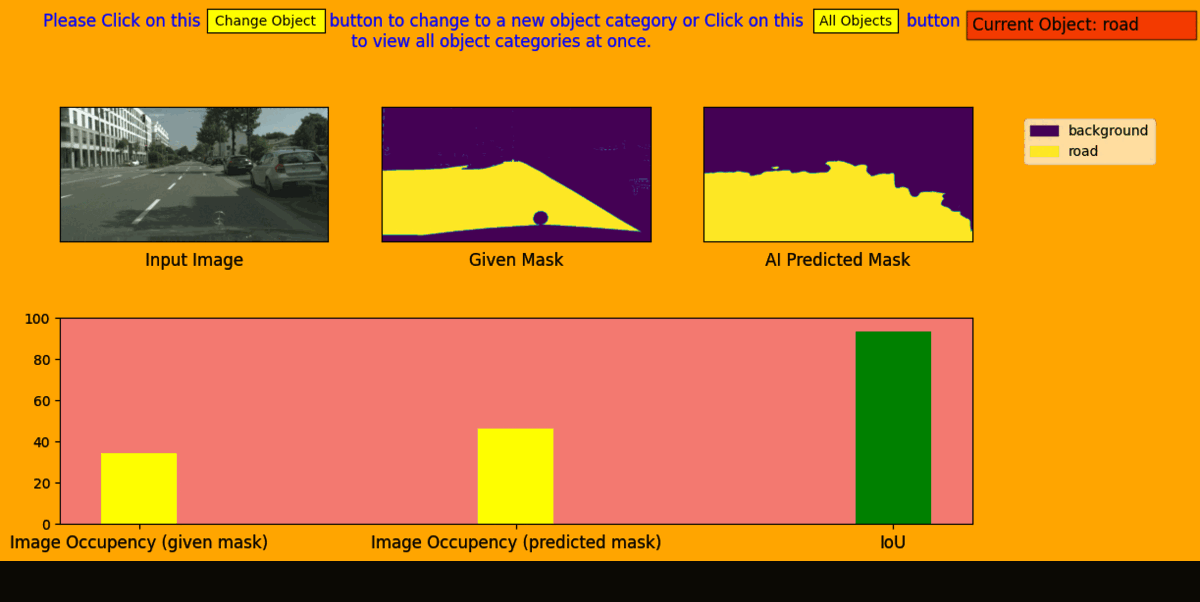 Please Click on this Change Object button to change to a new object category or Click on this All Objects button Current Object: road
to view all object categories at once.
background
road
Input Image Given Mask AI Predicted Mask
100
80
60
40
20
0
Image Occupancy (given mask) Image Occupancy (predicted mask) IoU